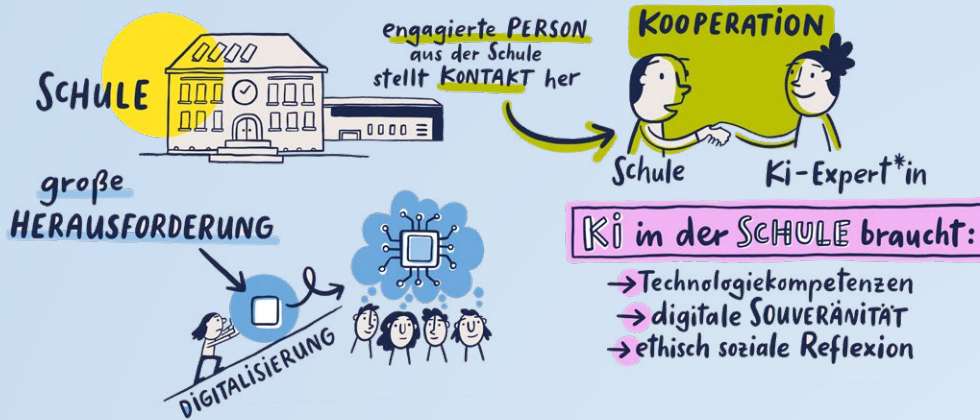 SCHULE
engagierte PERSON
aus der Schule
stellt KONTAKT her
KOOPERATION
Schule
Ki-Expert*in
große
HERAUSFORDERUNG
DIGITALISIERUNG
Ki in der SCHULE braucht:
→ Technologiekompetenzen
→ digitale SOUVERÄNITÄT
→ ethisch soziale Reflexion